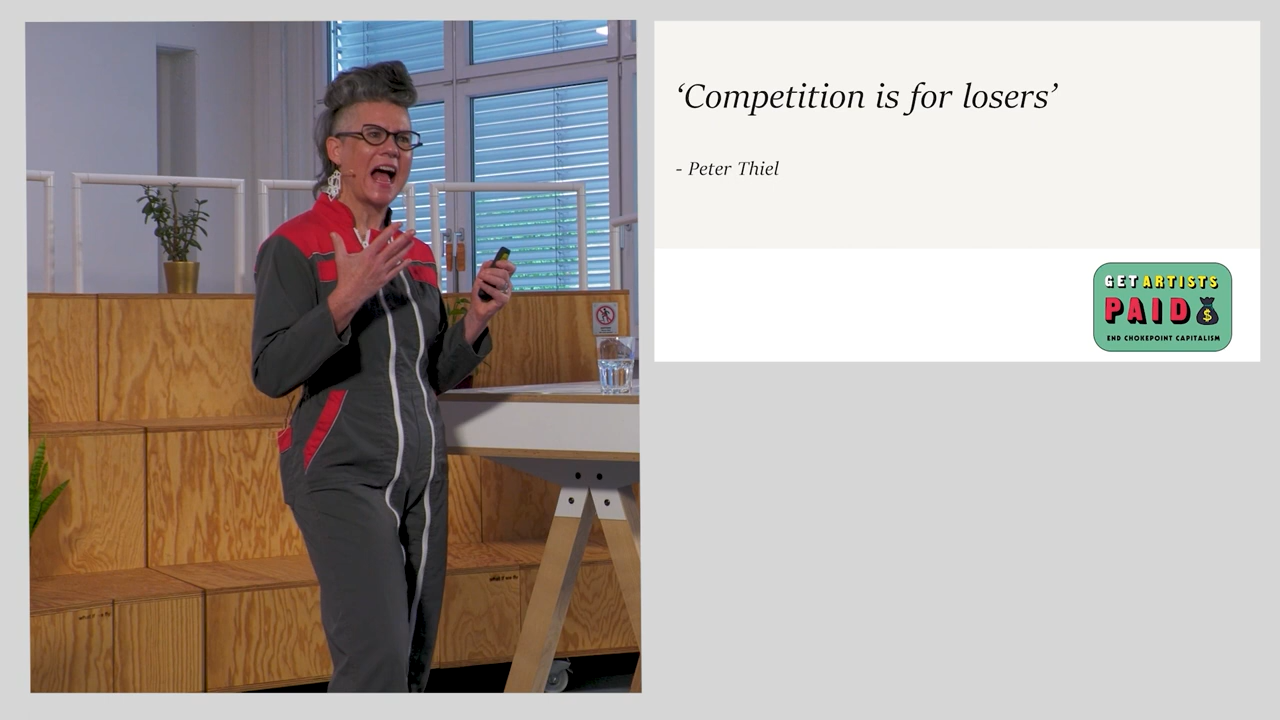 ‘Competition is for losers’
- Peter Thiel
GET ARTISTS
PAID
$
END CHOKEPOINT CAPITALISM